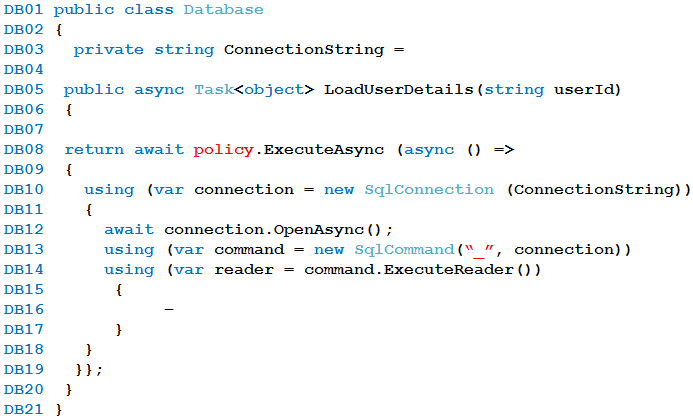 DB01 public class Database
DB02 {
DB03   private string ConnectionString =
DB04
DB05  public async Task<object> LoadUserDetails(string userId)
DB06  {
DB07
DB08  return await policy.ExecuteAsync (async () =>
DB09  {
DB10    using (var connection = new SqlConnection (ConnectionString))
DB11    {
DB12      await connection.OpenAsync();
DB13      using (var command = new SqlCommand(“_”, connection))
DB14      using (var reader = command.ExecuteReader())
DB15       {
DB16            –
DB17       }
DB18    }
DB19   }};
DB20  }
DB21 }